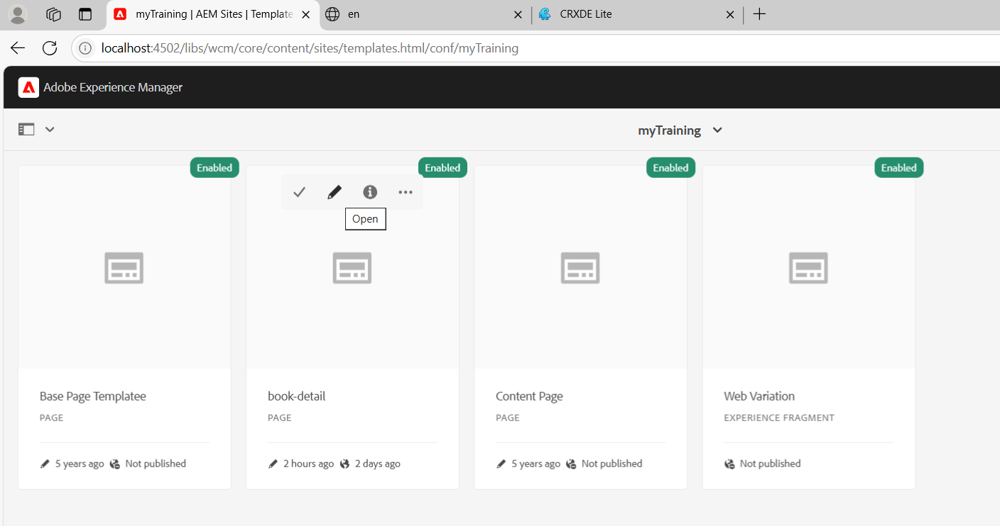 myTraining | AEM Sites | Template
en
CRXDE Lite
localhost:4502/libs/wcm/core/content/sites/templates.html/conf/myTraining
Adobe Experience Manager
myTraining
Enabled
Enabled
Enabled
Enabled
Open
Base Page Templatee
PAGE
5 years ago Not published
book-detail
PAGE
2 hours ago 2 days ago
Content Page
PAGE
5 years ago Not published
Web Variation
EXPERIENCE FRAGMENT
Not published